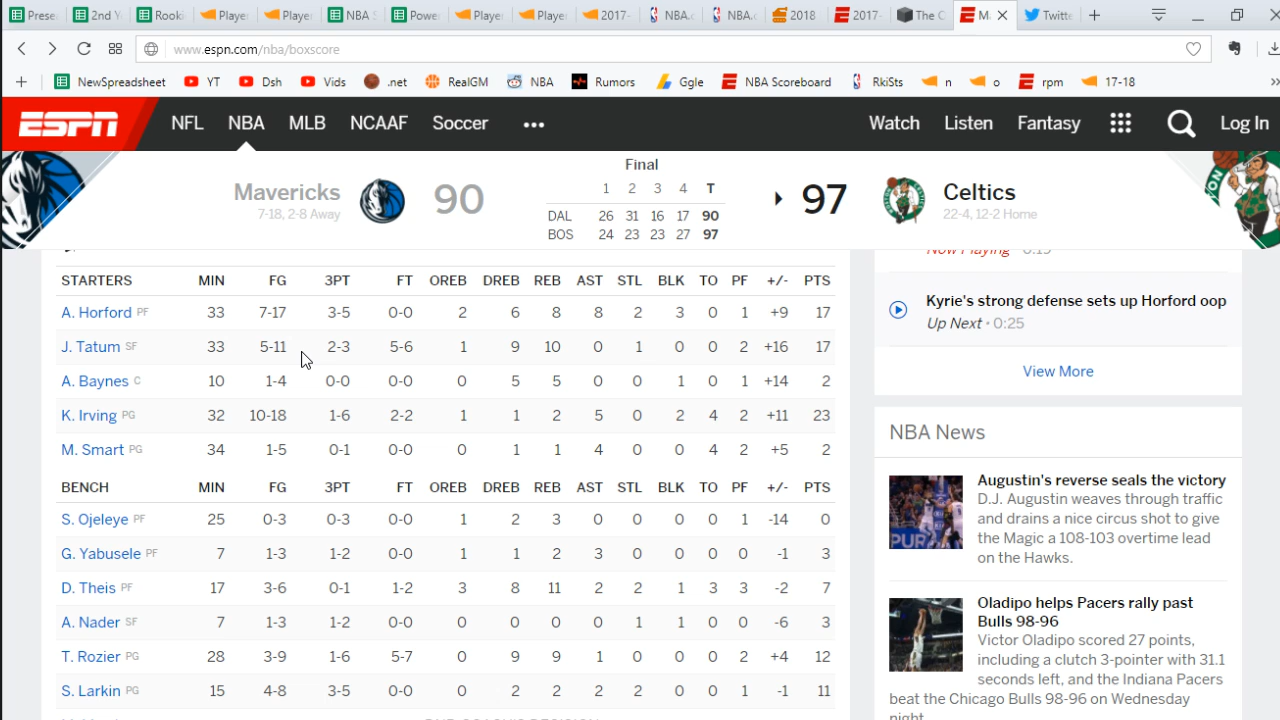 Prese 2nd Y Rooki Player Player NBA S Powe Player Player 2017- NBA.c NBA.c 2018 2017- The C Ma Twitte
www.espn.com/nba/boxscore
NewSpreadsheet YT Dsh Vids .net RealGM NBA Rumors Ggle NBA Scoreboard RkiSts n o rpm 17-18
ESPN NFL NBA MLB NCAAF Soccer Watch Listen Fantasy Log In
Final
1 2 3 4 T
Mavericks 90 97 Celtics
7-18, 2-8 Away 22-4, 12-2 Home
DAL 26 31 16 17 90
BOS 24 23 23 27 97
STARTERS MIN FG 3PT FT OREB DREB REB AST STL BLK TO PF +/- PTS
A. Horford PF 33 7-17 3-5 0-0 2 6 8 8 2 3 0 1 +9 17
J. Tatum SF 33 5-11 2-3 5-6 1 9 10 0 1 0 0 2 +16 17
A. Baynes C 10 1-4 0-0 0-0 0 5 5 0 0 1 0 1 +14 2
K. Irving PG 32 10-18 1-6 2-2 1 1 2 5 0 2 4 2 +11 23
M. Smart PG 34 1-5 0-1 0-0 0 1 1 4 0 0 4 2 +5 2
BENCH MIN FG 3PT FT OREB DREB REB AST STL BLK TO PF +/- PTS
S. Ojeleye PF 25 0-3 0-3 0-0 1 2 3 0 0 0 0 1 -14 0
G. Yabusele PF 7 1-3 1-2 0-0 1 1 2 3 0 0 0 0 -1 3
D. Theis PF 17 3-6 0-1 1-2 3 8 11 2 2 1 3 3 -2 7
A. Nader SF 7 1-3 1-2 0-0 0 0 0 0 1 1 0 0 -6 3
T. Rozier PG 28 3-9 1-6 5-7 0 9 9 1 0 0 0 2 +4 12
S. Larkin PG 15 4-8 3-5 0-0 0 2 2 2 2 0 0 1 -1 11
Now Playing 0:19
Kyrie's strong defense sets up Horford oop
Up Next • 0:25
View More
NBA News
Augustin's reverse seals the victory
D.J. Augustin weaves through traffic
and drains a nice circus shot to give
the Magic a 108-103 overtime lead
on the Hawks.
Oladipo helps Pacers rally past
Bulls 98-96
Victor Oladipo scored 27 points,
including a clutch 3-pointer with 31.1
seconds left, and the Indiana Pacers
beat the Chicago Bulls 98-96 on Wednesday
night